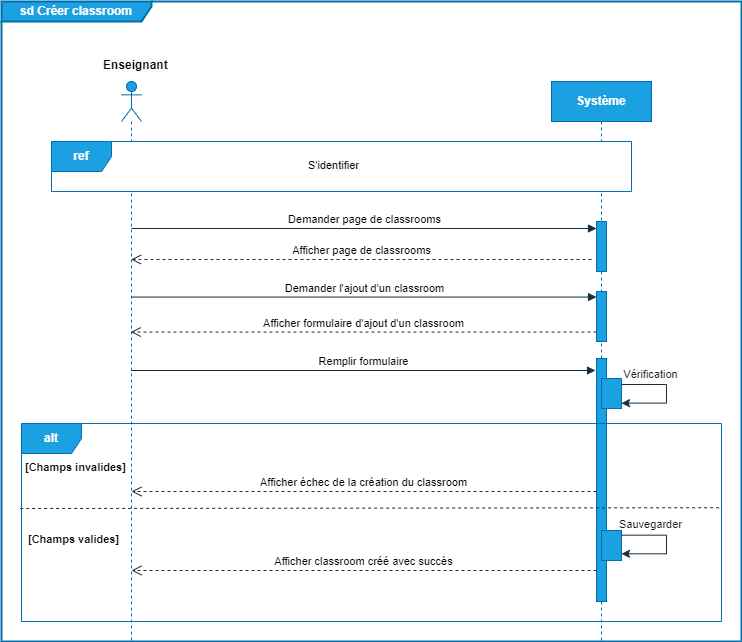 sd Créer classroom
Enseignant
Système
ref
S'identifier
Demander page de classrooms
Afficher page de classrooms
Demander l'ajout d'un classroom
Afficher formulaire d'ajout d'un classroom
Remplir formulaire
Vérification
alt
[Champs invalides]
Afficher échec de la création du classroom
Sauvegarder
[Champs valides]
Afficher classroom créé avec succès